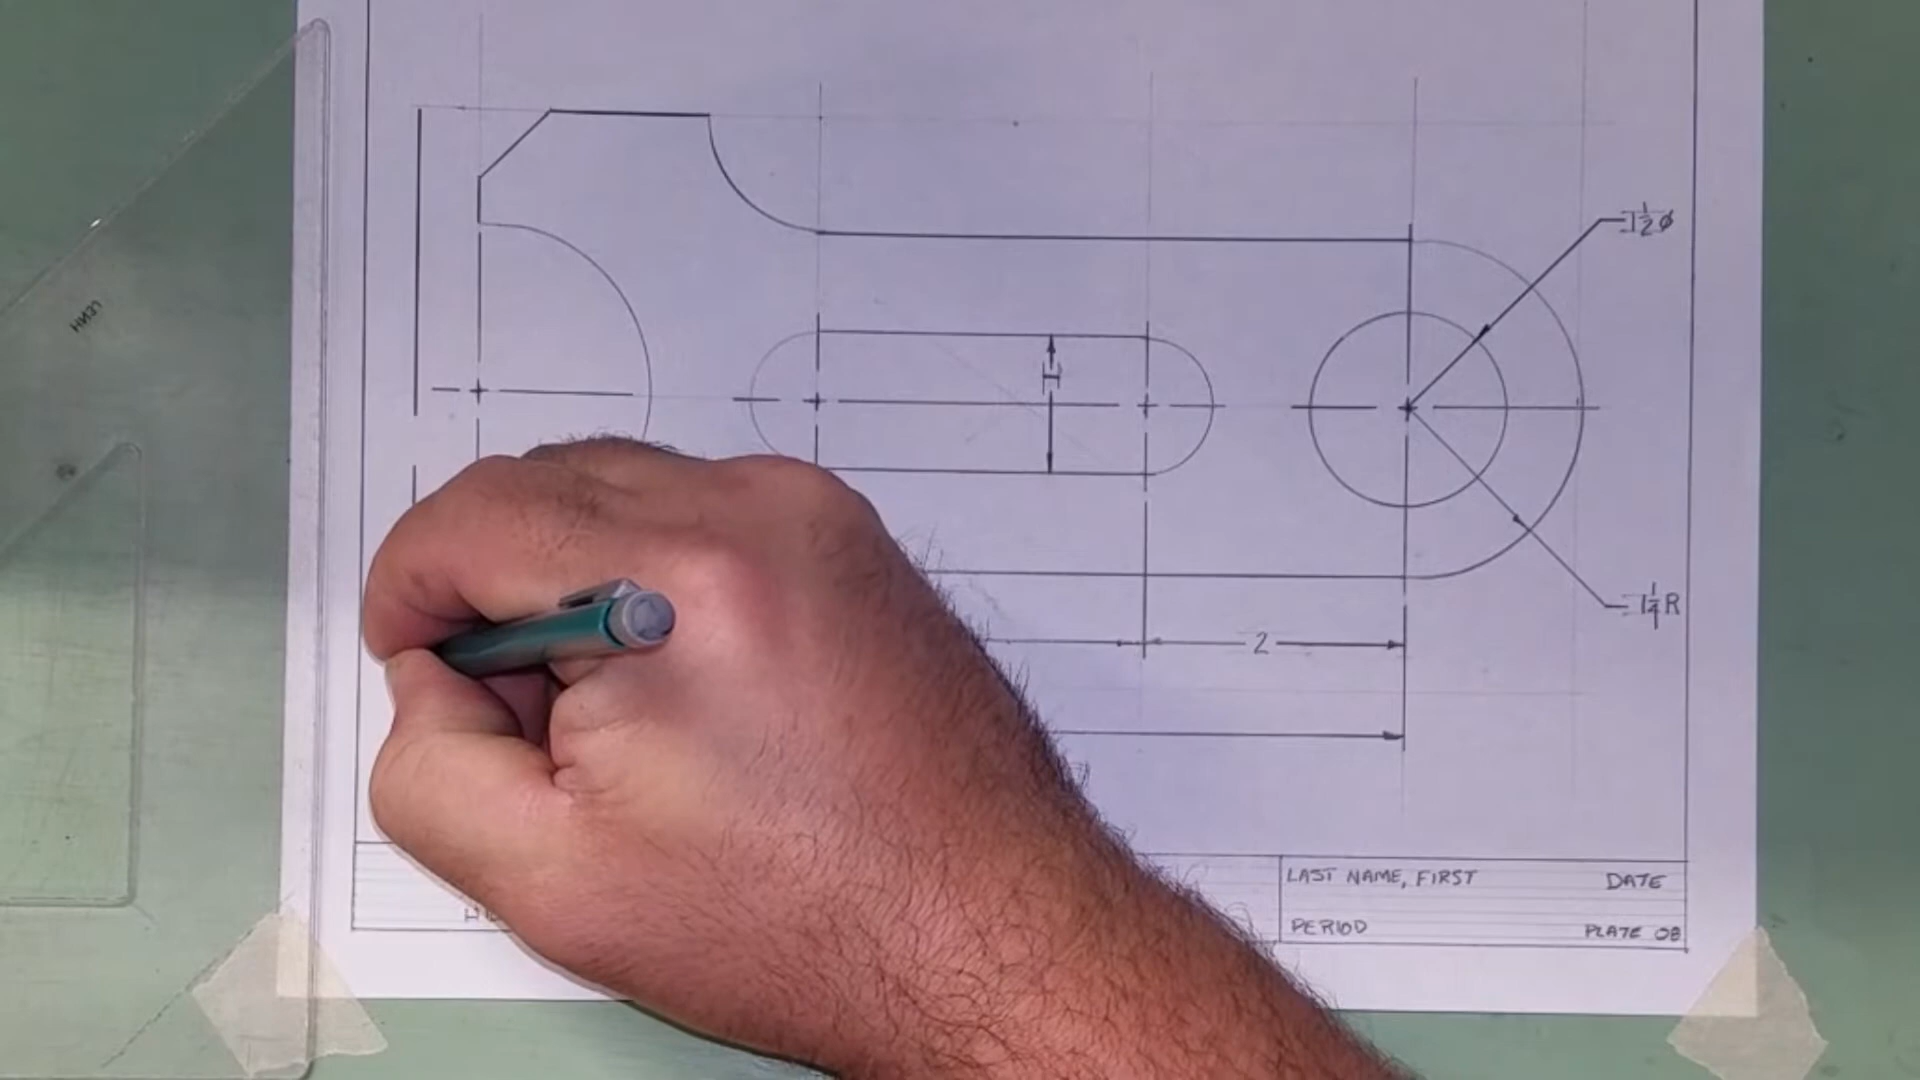 1 1/2 ⌀
H
1 1/4 R
2
LAST NAME, FIRST DATE
PERIOD PLATE 08